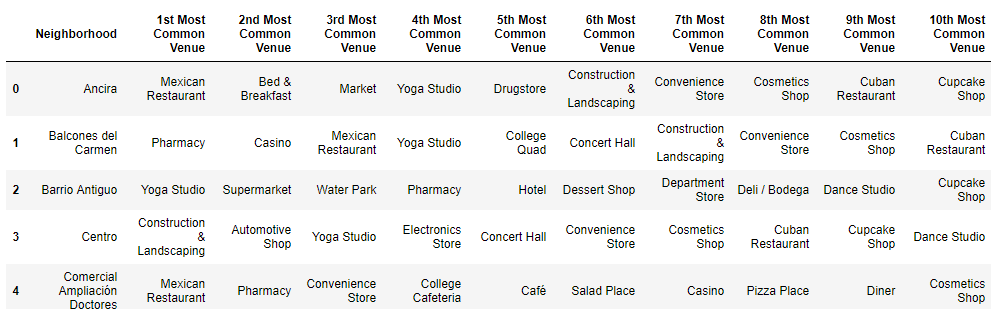 Neighborhood 1st Most Common Venue 2nd Most Common Venue 3rd Most Common Venue 4th Most Common Venue 5th Most Common Venue 6th Most Common Venue 7th Most Common Venue 8th Most Common Venue 9th Most Common Venue 10th Most Common Venue
0 Ancira Mexican Restaurant Bed & Breakfast Market Yoga Studio Drugstore Construction & Landscaping Convenience Store Cosmetics Shop Cuban Restaurant Cupcake Shop
1 Balcones del Carmen Pharmacy Casino Mexican Restaurant Yoga Studio College Quad Concert Hall Construction & Landscaping Convenience Store Cosmetics Shop Cuban Restaurant
2 Barrio Antiguo Yoga Studio Supermarket Water Park Pharmacy Hotel Dessert Shop Department Store Deli / Bodega Dance Studio Cupcake Shop
3 Centro Construction & Landscaping Automotive Shop Yoga Studio Electronics Store Concert Hall Convenience Store Cosmetics Shop Cuban Restaurant Cupcake Shop Dance Studio
4 Comercial Ampliación Doctores Mexican Restaurant Pharmacy Convenience Store College Cafeteria Café Salad Place Casino Pizza Place Diner Cosmetics Shop